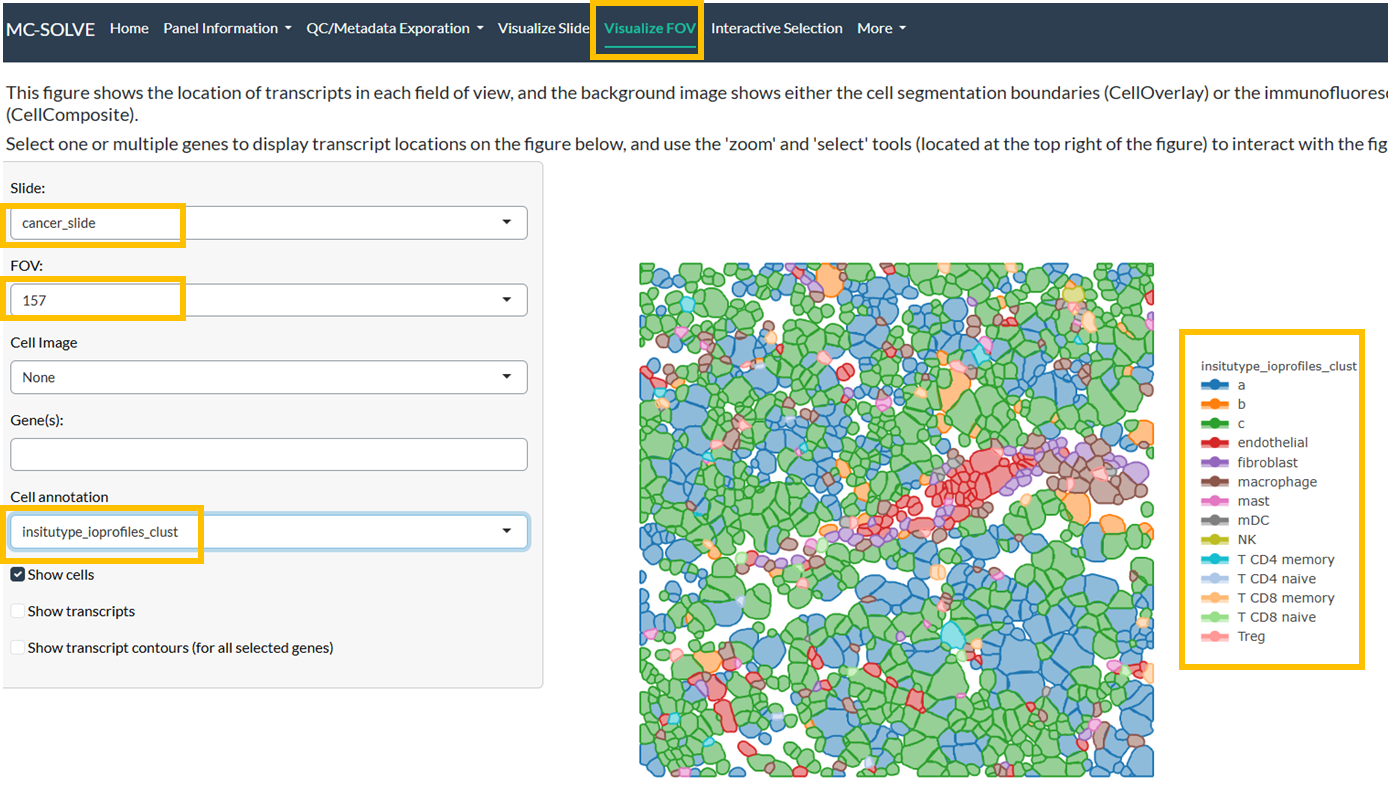 MC-SOLVE Home Panel Information QC/Metadata Exporation Visualize Slide Visualize FOV Interactive Selection More
This figure shows the location of transcripts in each field of view, and the background image shows either the cell segmentation boundaries (CellOverlay) or the
(CellComposite).
Select one or multiple genes to display transcript locations on the figure below, and use the 'zoom' and 'select' tools (located at the top right of the figure) to interact with the
Slide:
cancer_slide
FOV:
157
Cell Image
None
Gene(s):
Cell annotation
insitutype_ioprofiles_clust
Show cells
Show transcripts
Show transcript contours (for all selected genes)
insitutype_ioprofiles_clust
a
b
c
endothelial
fibroblast
macrophage
mast
mDC
NK
T CD4 memory
T CD4 naive
T CD8 memory
T CD8 naive
Treg